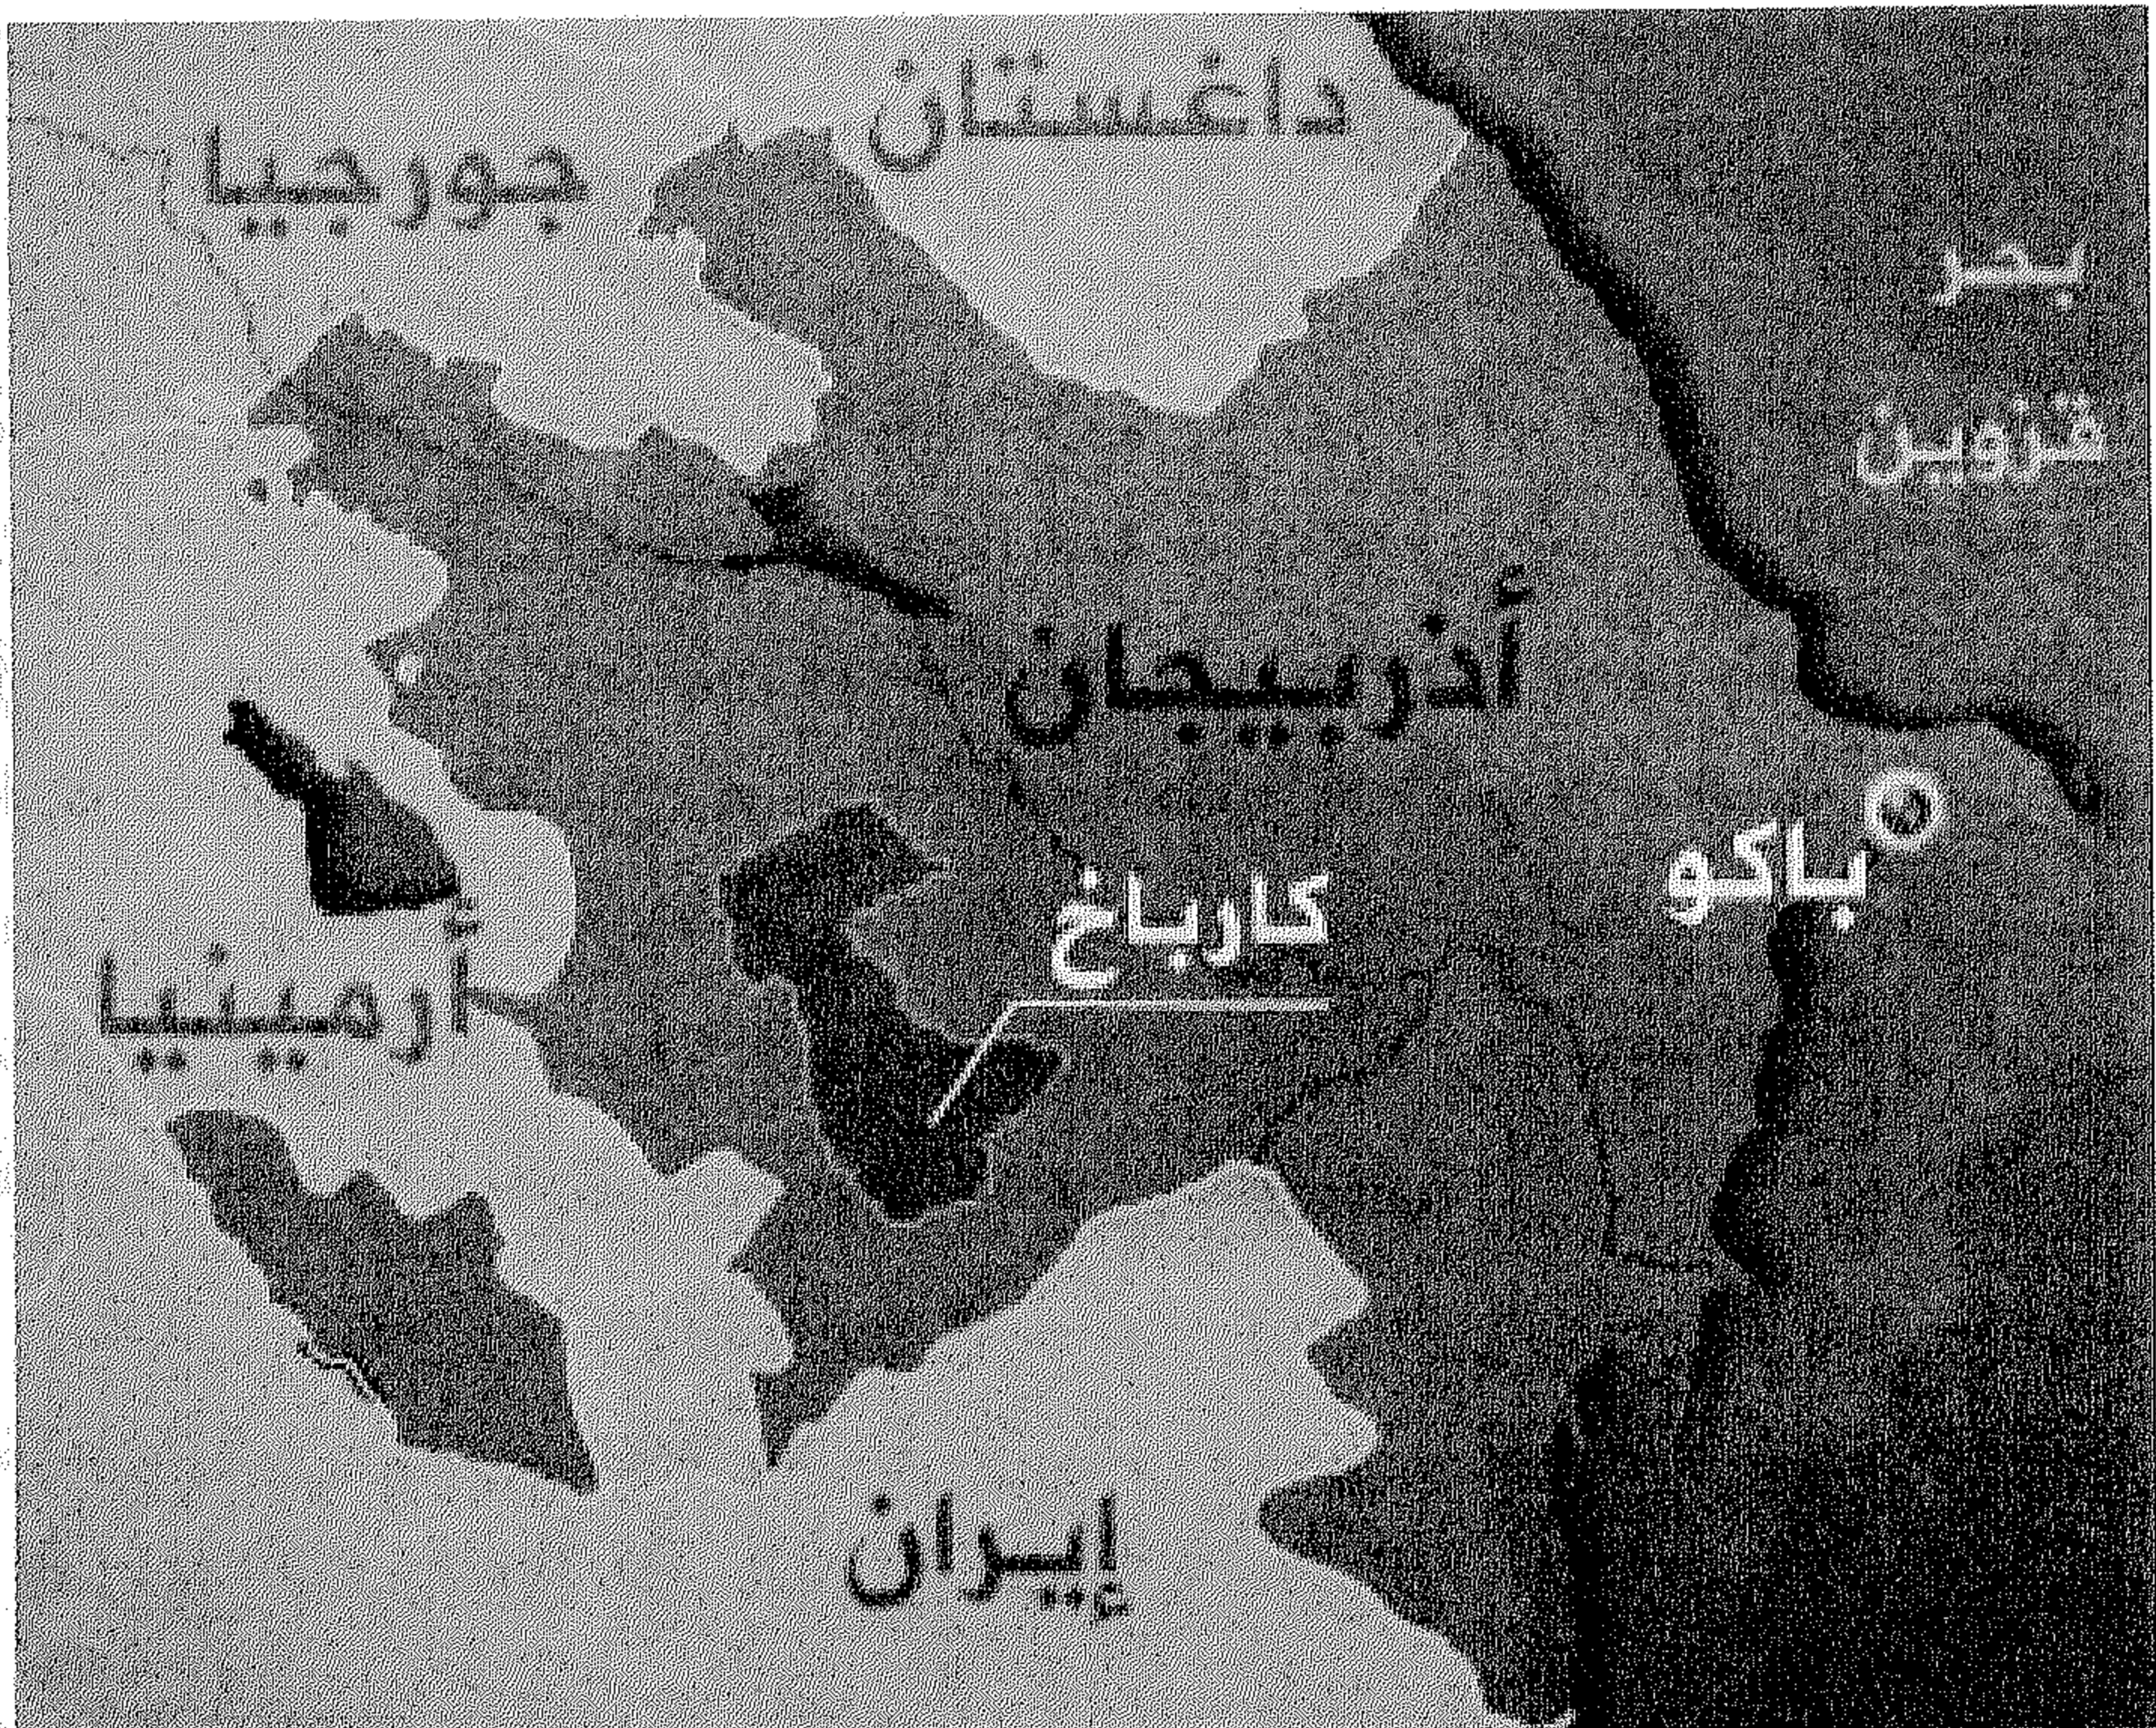 داغستان
جورجيا
بحر
قزوين
أذربيجان
باكو
كارباخ
أرمينيا
إيران